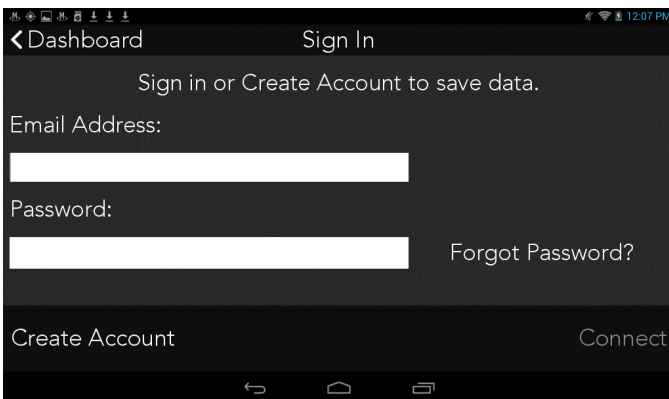 12:07 PM
Dashboard
Sign In
Sign in or Create Account to save data.
Email Address:
Password:
Forgot Password?
Create Account
Connect